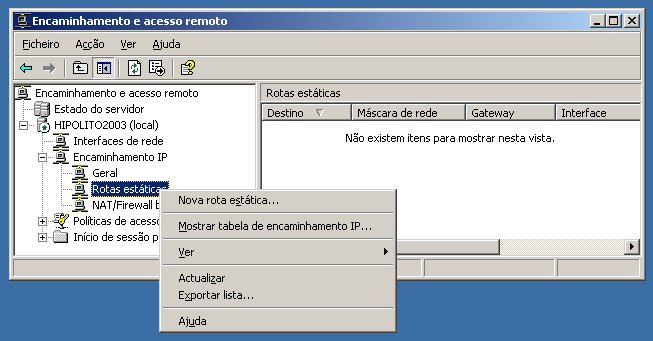 Encaminhamento e acesso remoto
Ficheiro Acção Ver Ajuda
Encaminhamento e acesso remoto
Estado do servidor
HIPOLITO2003 (local)
Interfaces de rede
Encaminhamento IP
Geral
Rotas estáticas
NAT/Firewall
Políticas de acesso
Início de sessão
Rotas estáticas
Destino Máscara de rede Gateway Interface
Não existem itens para mostrar nesta vista.
Nova rota estática...
Mostrar tabela de encaminhamento IP...
Ver
Actualizar
Exportar lista...
Ajuda